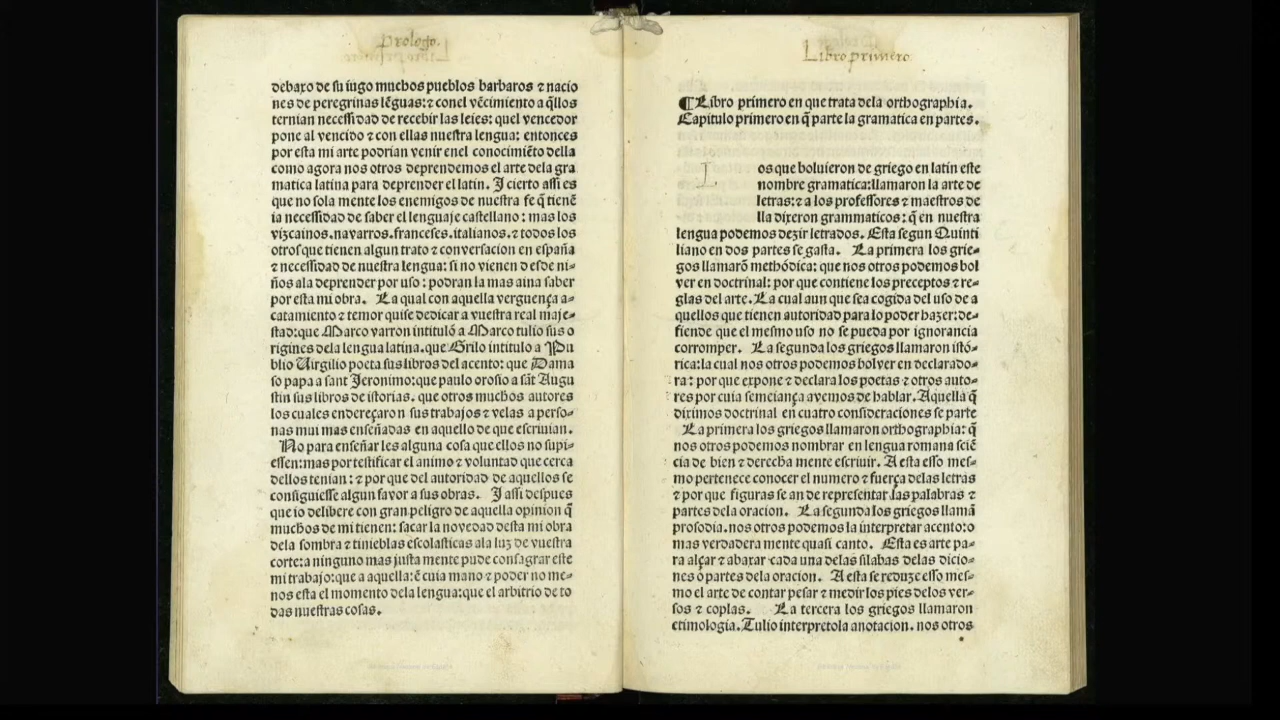 Prologo.
debaxo de su iugo muchos pueblos barbaros ⁊ nacio
nes de peregrinas lẽguas: ⁊ conel vẽcimiento a q̃llos
ternian necessidad de recebir las leies: quel vencedor
pone al vencido ⁊ con ellas nuestra lengua: entonces
por esta mi arte podrian venir enel conocimiẽto della
como agora nos otros deprendemos el arte dela gra
matica latina para deprender el latin. I cierto assi es
que no sola mente los enemigos de nuestra fe q̃ tienẽ
ia necessidad de saber el lenguaje castellano: mas los
vizcainos. navarros. franceses. italianos. ⁊ todos los
otros que tienen algun trato ⁊ conversacion en españa
⁊ necessidad de nuestra lengua: si no vienen desde ni-
ños ala deprender por uso: podran la mas aina saber
por esta mi obra. La qual con aquella verguença a-
catamiento ⁊ temor quise dedicar a vuestra real maje-
stad: que Marco varron intituló a Marco tulio sus o
rigines dela lengua latina. que Grilo intitulo a Pu
blio Virgilio poeta sus libros del acento: que Dama
so papa a sant Jeronimo: que paulo orosio a sãt Augu
stin sus libros de istorias. que otros muchos autores
los cuales endereçaron sus trabajos ⁊ velas a perso-
nas mui mas enseñadas en aquello de que escrivian.
No para enseñar les alguna cosa que ellos no supi-
essen: mas por testificar el animo ⁊ voluntad que cerca
dellos tenian: ⁊ por que del autoridad de aquellos se
consiguiesse algun favor a sus obras. I assi despues
que io delibere con gran peligro de aquella opinion q̃
muchos de mi tienen: sacar la novedad desta mi obra
dela sombra ⁊ tinieblas escolasticas ala luz de vuestra
corte: a ninguno mas justa mente pude consagrar este
mi trabajo: que a aquella: ẽ cuia mano ⁊ poder no me-
nos esta el momento dela lengua: que el arbitrio de to
das nuestras cosas.
Libro primero
¶ Libro primero en que trata dela orthographia.
Capitulo primero en q̃ parte la gramatica en partes.
L os que bolvieron de griego en latin este
nombre gramatica: llamaron la arte de
letras: ⁊ a los professores ⁊ maestros de
lla dixeron grammaticos: q̃ en nuestra
lengua podemos dezir letrados. Esta segun Quinti
liano en dos partes se gasta. La primera los grie-
gos llamarõ methódica: que nos otros podemos bol
ver en doctrinal: por que contiene los preceptos ⁊ re-
glas del arte. La cual aun que sea cogida del uso de a
quellos que tienen autoridad para lo poder hazer: de-
fiende que el mesmo uso no se pueda por ignorancia
corromper. La segunda los griegos llamaron istó-
rica: la cual nos otros podemos bolver en declarado-
ra: por que expone ⁊ declara los poetas ⁊ otros auto-
res por cuia semejança avemos de hablar. Aquella q̃
diximos doctrinal en cuatro consideraciones se parte
La primera los griegos llamaron orthographia: q̃
nos otros podemos nombrar en lengua romana sciẽ
cia de bien ⁊ derecha mente escrivir. A esta esso mes-
mo pertenece conocer el numero ⁊ fuerça delas letras
⁊ por que figuras se an de representar las palabras ⁊
partes dela oracion. La segunda los griegos llamã
prosodia. nos otros podemos la interpretar acento: o
mas verdadera mente quasi canto. Esta es arte pa-
ra alçar ⁊ abaxar cada una delas silabas delas dicio-
nes o partes dela oracion. A esta se reduze esso mes-
mo el arte de contar pesar ⁊ medir los pies delos ver-
sos ⁊ coplas. La tercera los griegos llamaron
etimologia. Tulio interpretola anotacion. nos otros